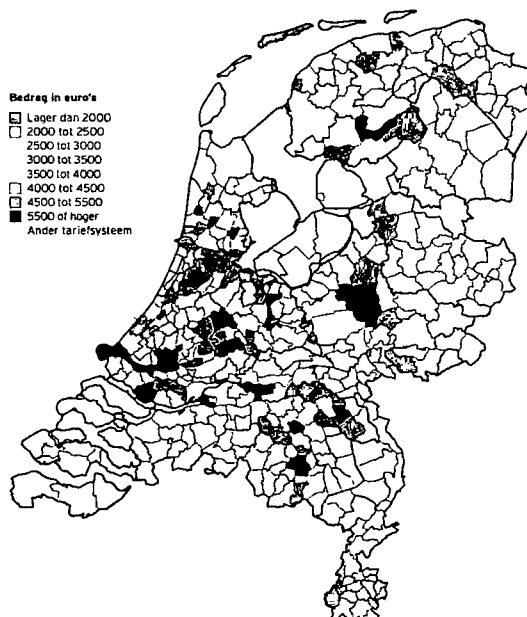 Bedrag in euro's
Lager dan 2000
2000 tot 2500
2500 tot 3000
3000 tot 3500
3500 tot 4000
4000 tot 4500
4500 tot 5500
5500 of hoger
Ander tariefsysteem